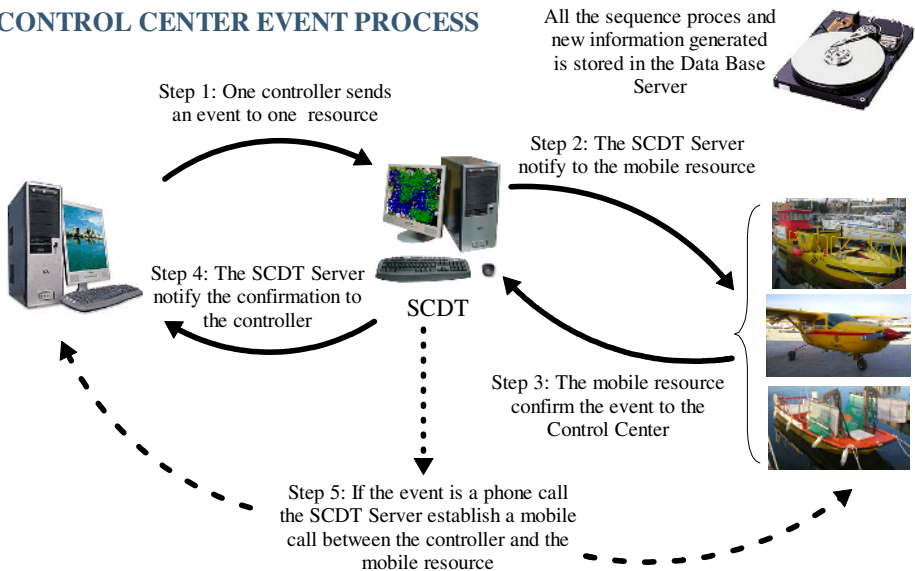 CONTROL CENTER EVENT PROCESS
All the sequence proces and
new information generated
is stored in the Data Base
Server
Step 1: One controller sends
an event to one resource
Step 2: The SCDT Server
notify to the mobile resource
Step 4: The SCDT Server
notify the confirmation to
the controller
SCDT
Step 3: The mobile resource
confirm the event to the
Control Center
Step 5: If the event is a phone call
the SCDT Server establish a mobile
call between the controller and the
mobile resource